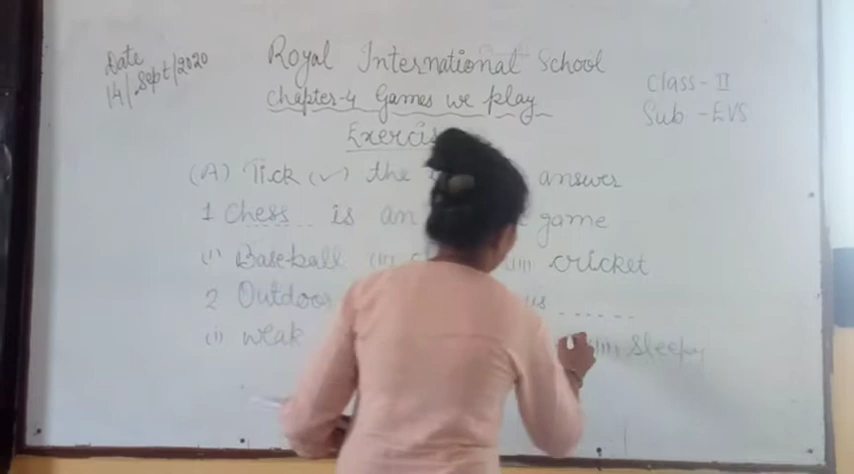 Date
14/Sept/2020
Royal International School
Class - II
Chapter-4 Games we play
Sub - EVS
Exercis
(A) Tick (✓) the answer
1 Chess is an game
(i) Baseball (ii) (iii) cricket
2 Outdoor is ------
(i) weak (iii) sleepy